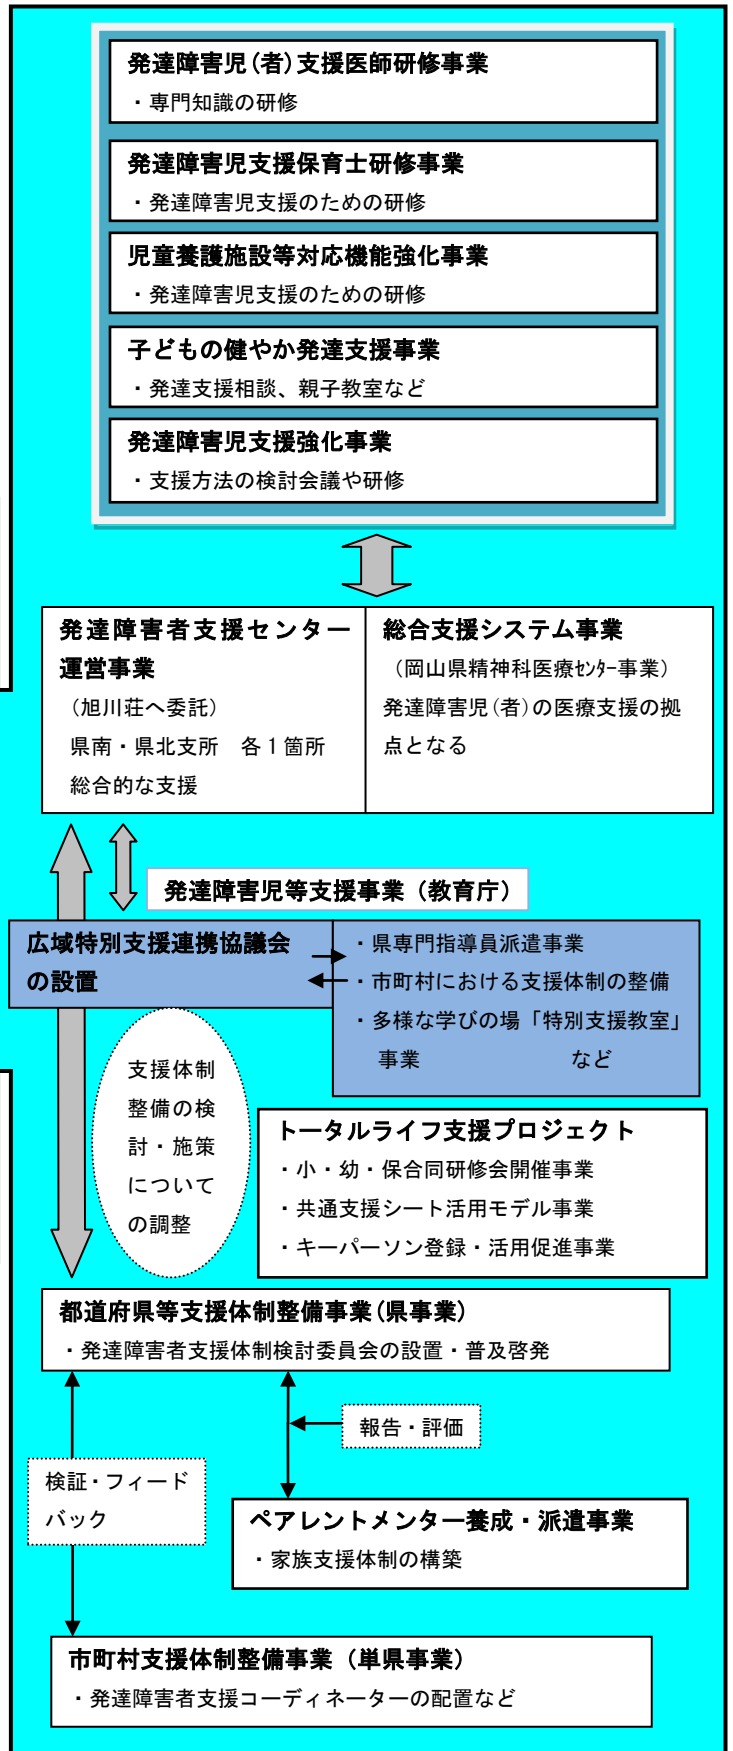 発達障害児(者)支援医師研修事業
・専門知識の研修
発達障害児支援保育士研修事業
・発達障害児支援のための研修
児童養護施設等対応機能強化事業
・発達障害児支援のための研修
子どもの健やか発達支援事業
・発達支援相談、親子教室など
発達障害児支援強化事業
・支援方法の検討会議や研修
発達障害者支援センター
運営事業
（旭川荘へ委託）
県南・県北支所　各１箇所
総合的な支援
総合支援システム事業
（岡山県精神科医療ｾﾝﾀｰ事業）
発達障害児(者)の医療支援の拠
点となる
発達障害児等支援事業（教育庁）
広域特別支援連携協議会
の設置
・県専門指導員派遣事業
・市町村における支援体制の整備
・多様な学びの場「特別支援教室」
事業　　　　　　　など
支援体制
整備の検
討・施策
について
の調整
トータルライフ支援プロジェクト
・小・幼・保合同研修会開催事業
・共通支援シート活用モデル事業
・キーパーソン登録・活用促進事業
都道府県等支援体制整備事業(県事業)
・発達障害者支援体制検討委員会の設置・普及啓発
報告・評価
検証・フィード
バック
ペアレントメンター養成・派遣事業
・家族支援体制の構築
市町村支援体制整備事業（単県事業）
・発達障害者支援コーディネーターの配置など